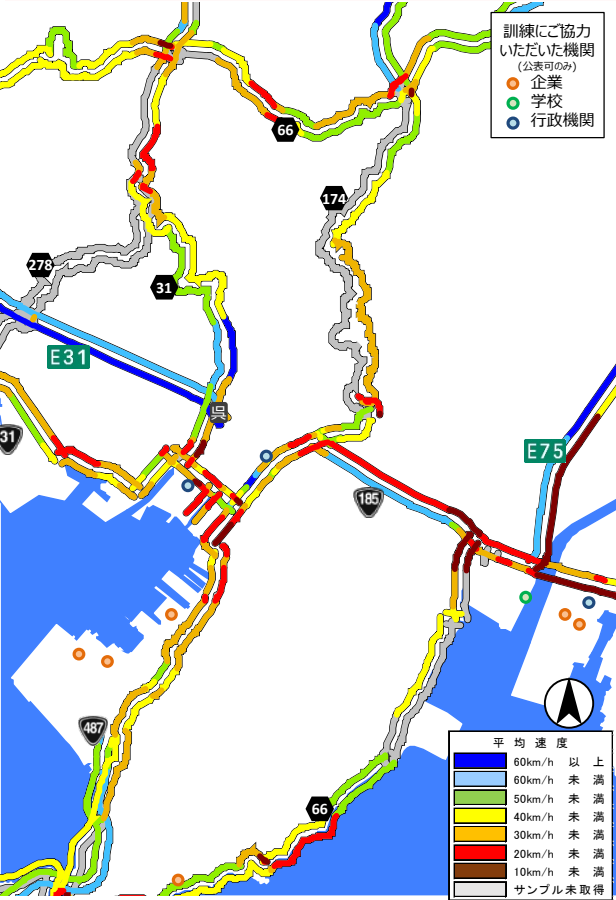 訓練にご協力
いただいた機関
(公表可のみ)
企業
学校
行政機関
66
174
278
31
E31
呉
31
E75
185
487
66
平均速度
60km/h 以上
60km/h 未満
50km/h 未満
40km/h 未満
30km/h 未満
20km/h 未満
10km/h 未満
サンプル未取得